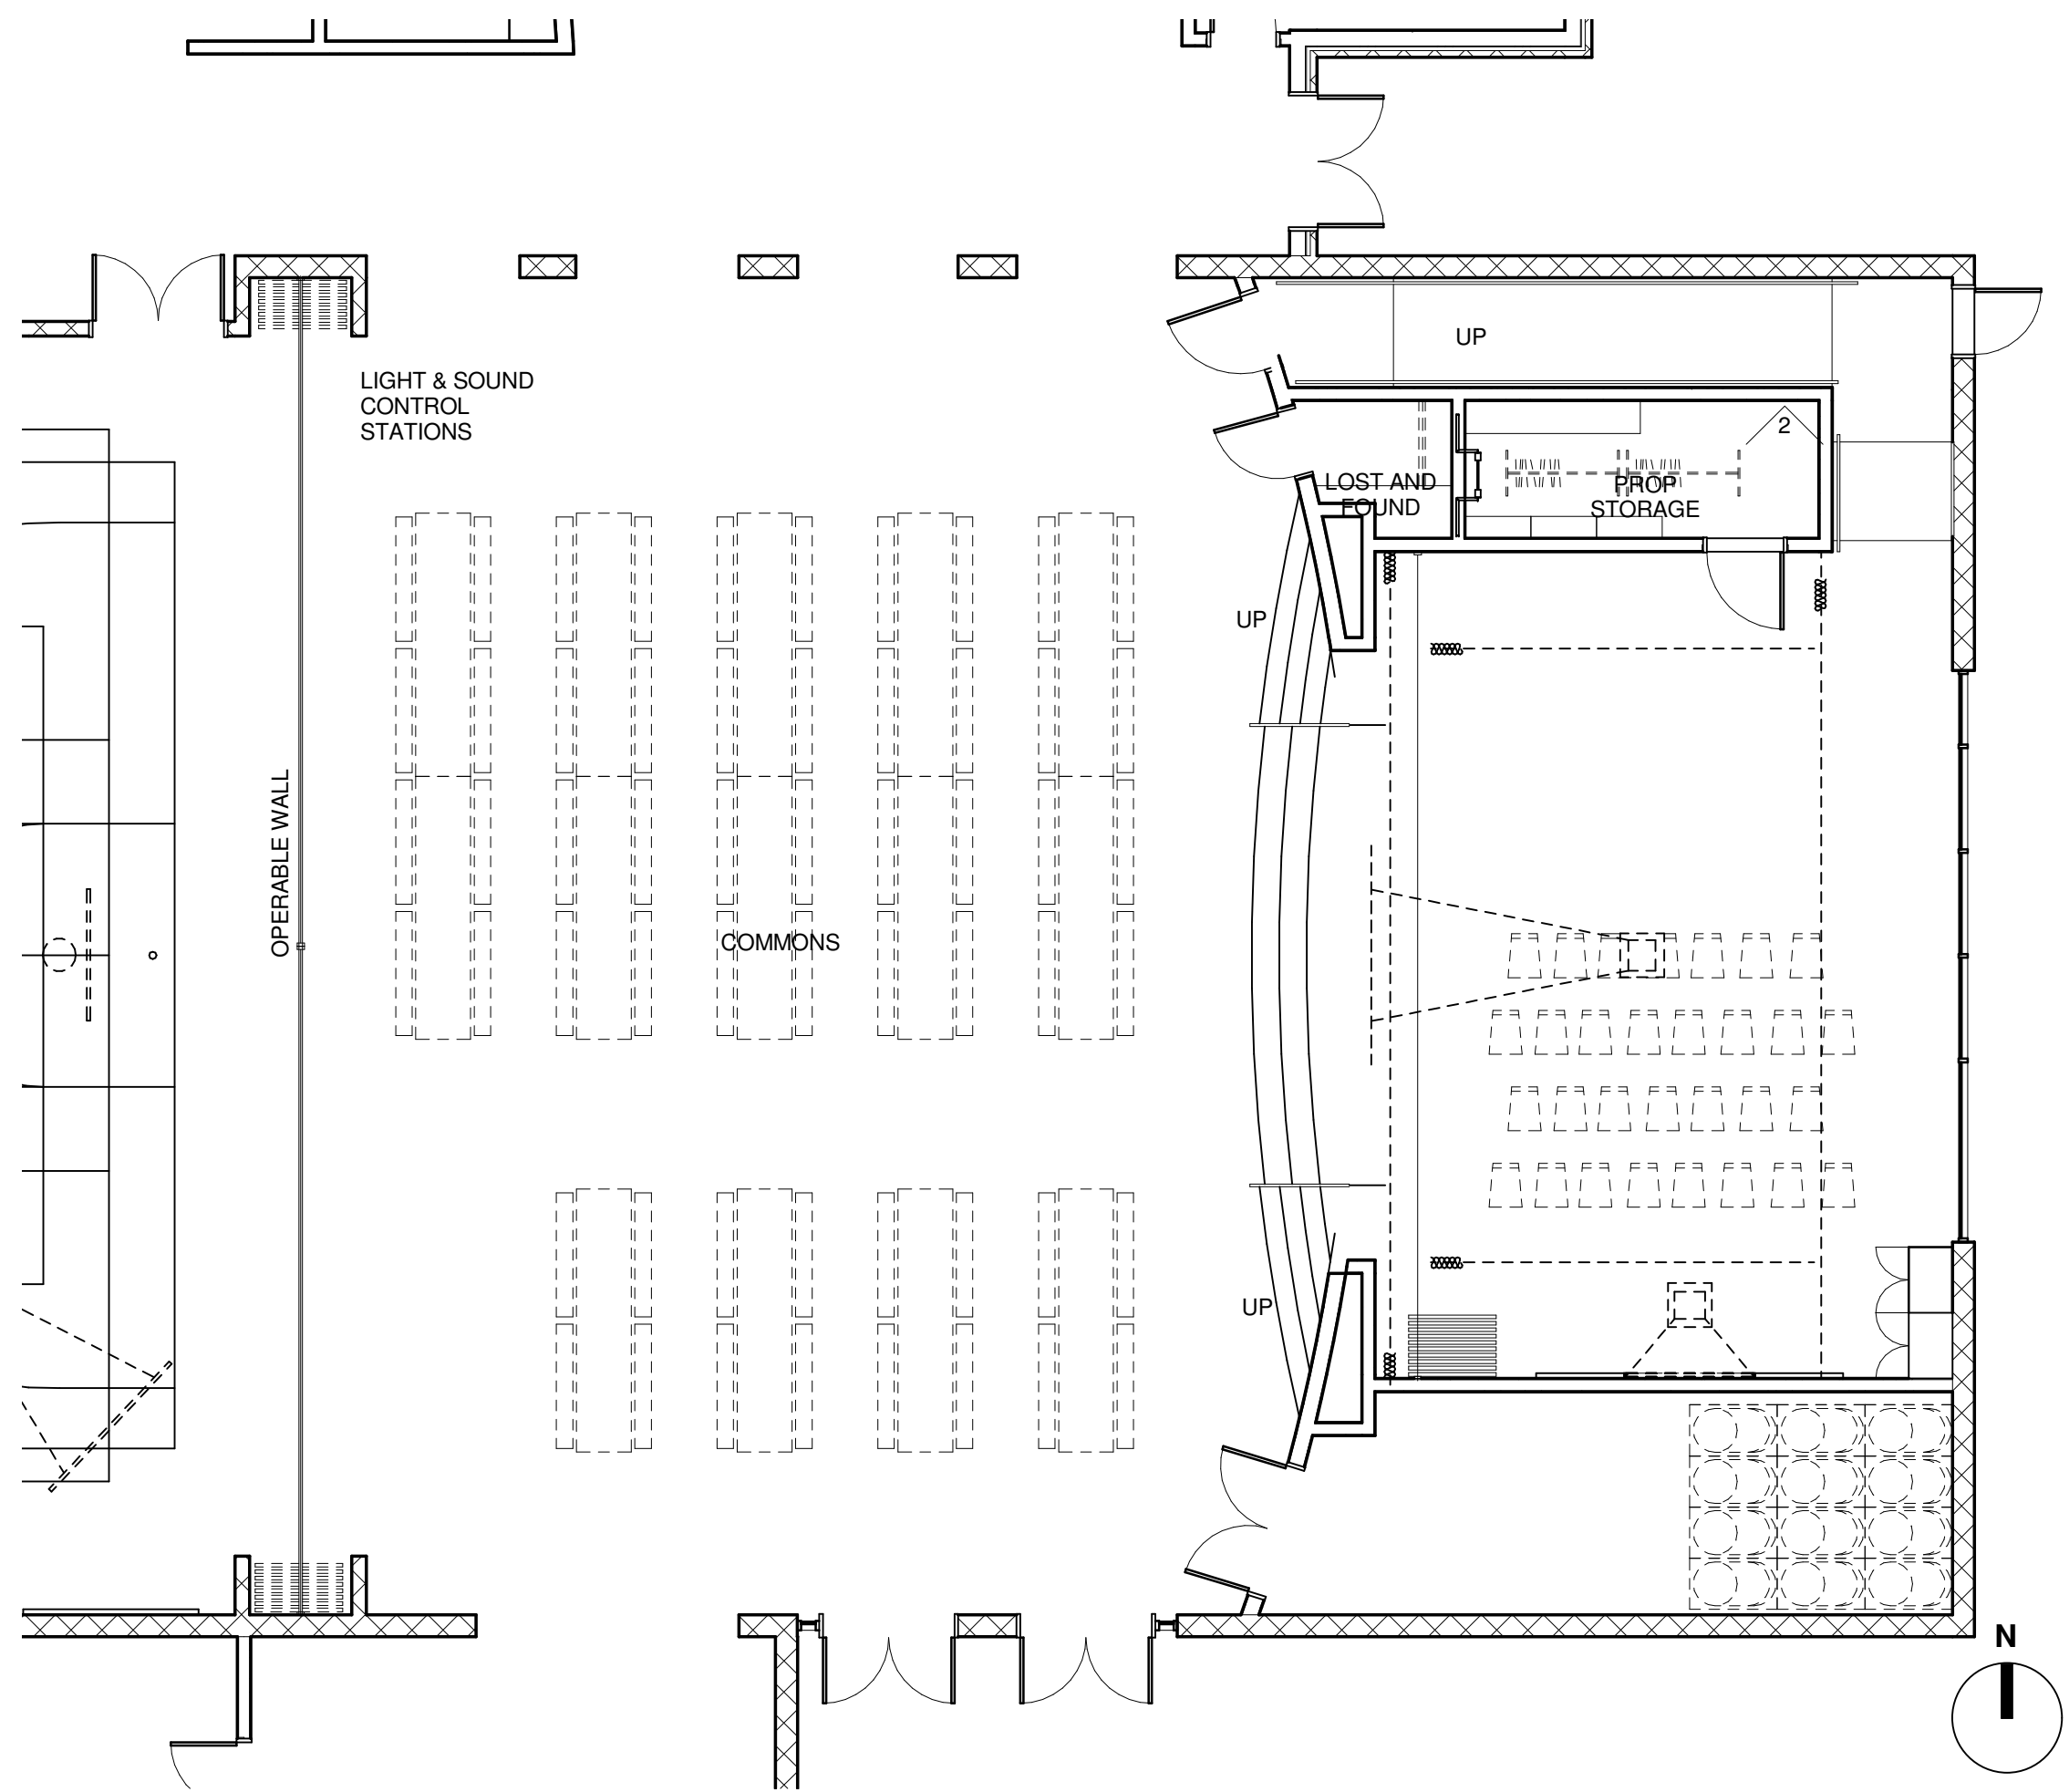 UP
LIGHT & SOUND
CONTROL
STATIONS
2
LOST AND
FOUND
PROP
STORAGE
UP
OPERABLE WALL
COMMONS
UP
N